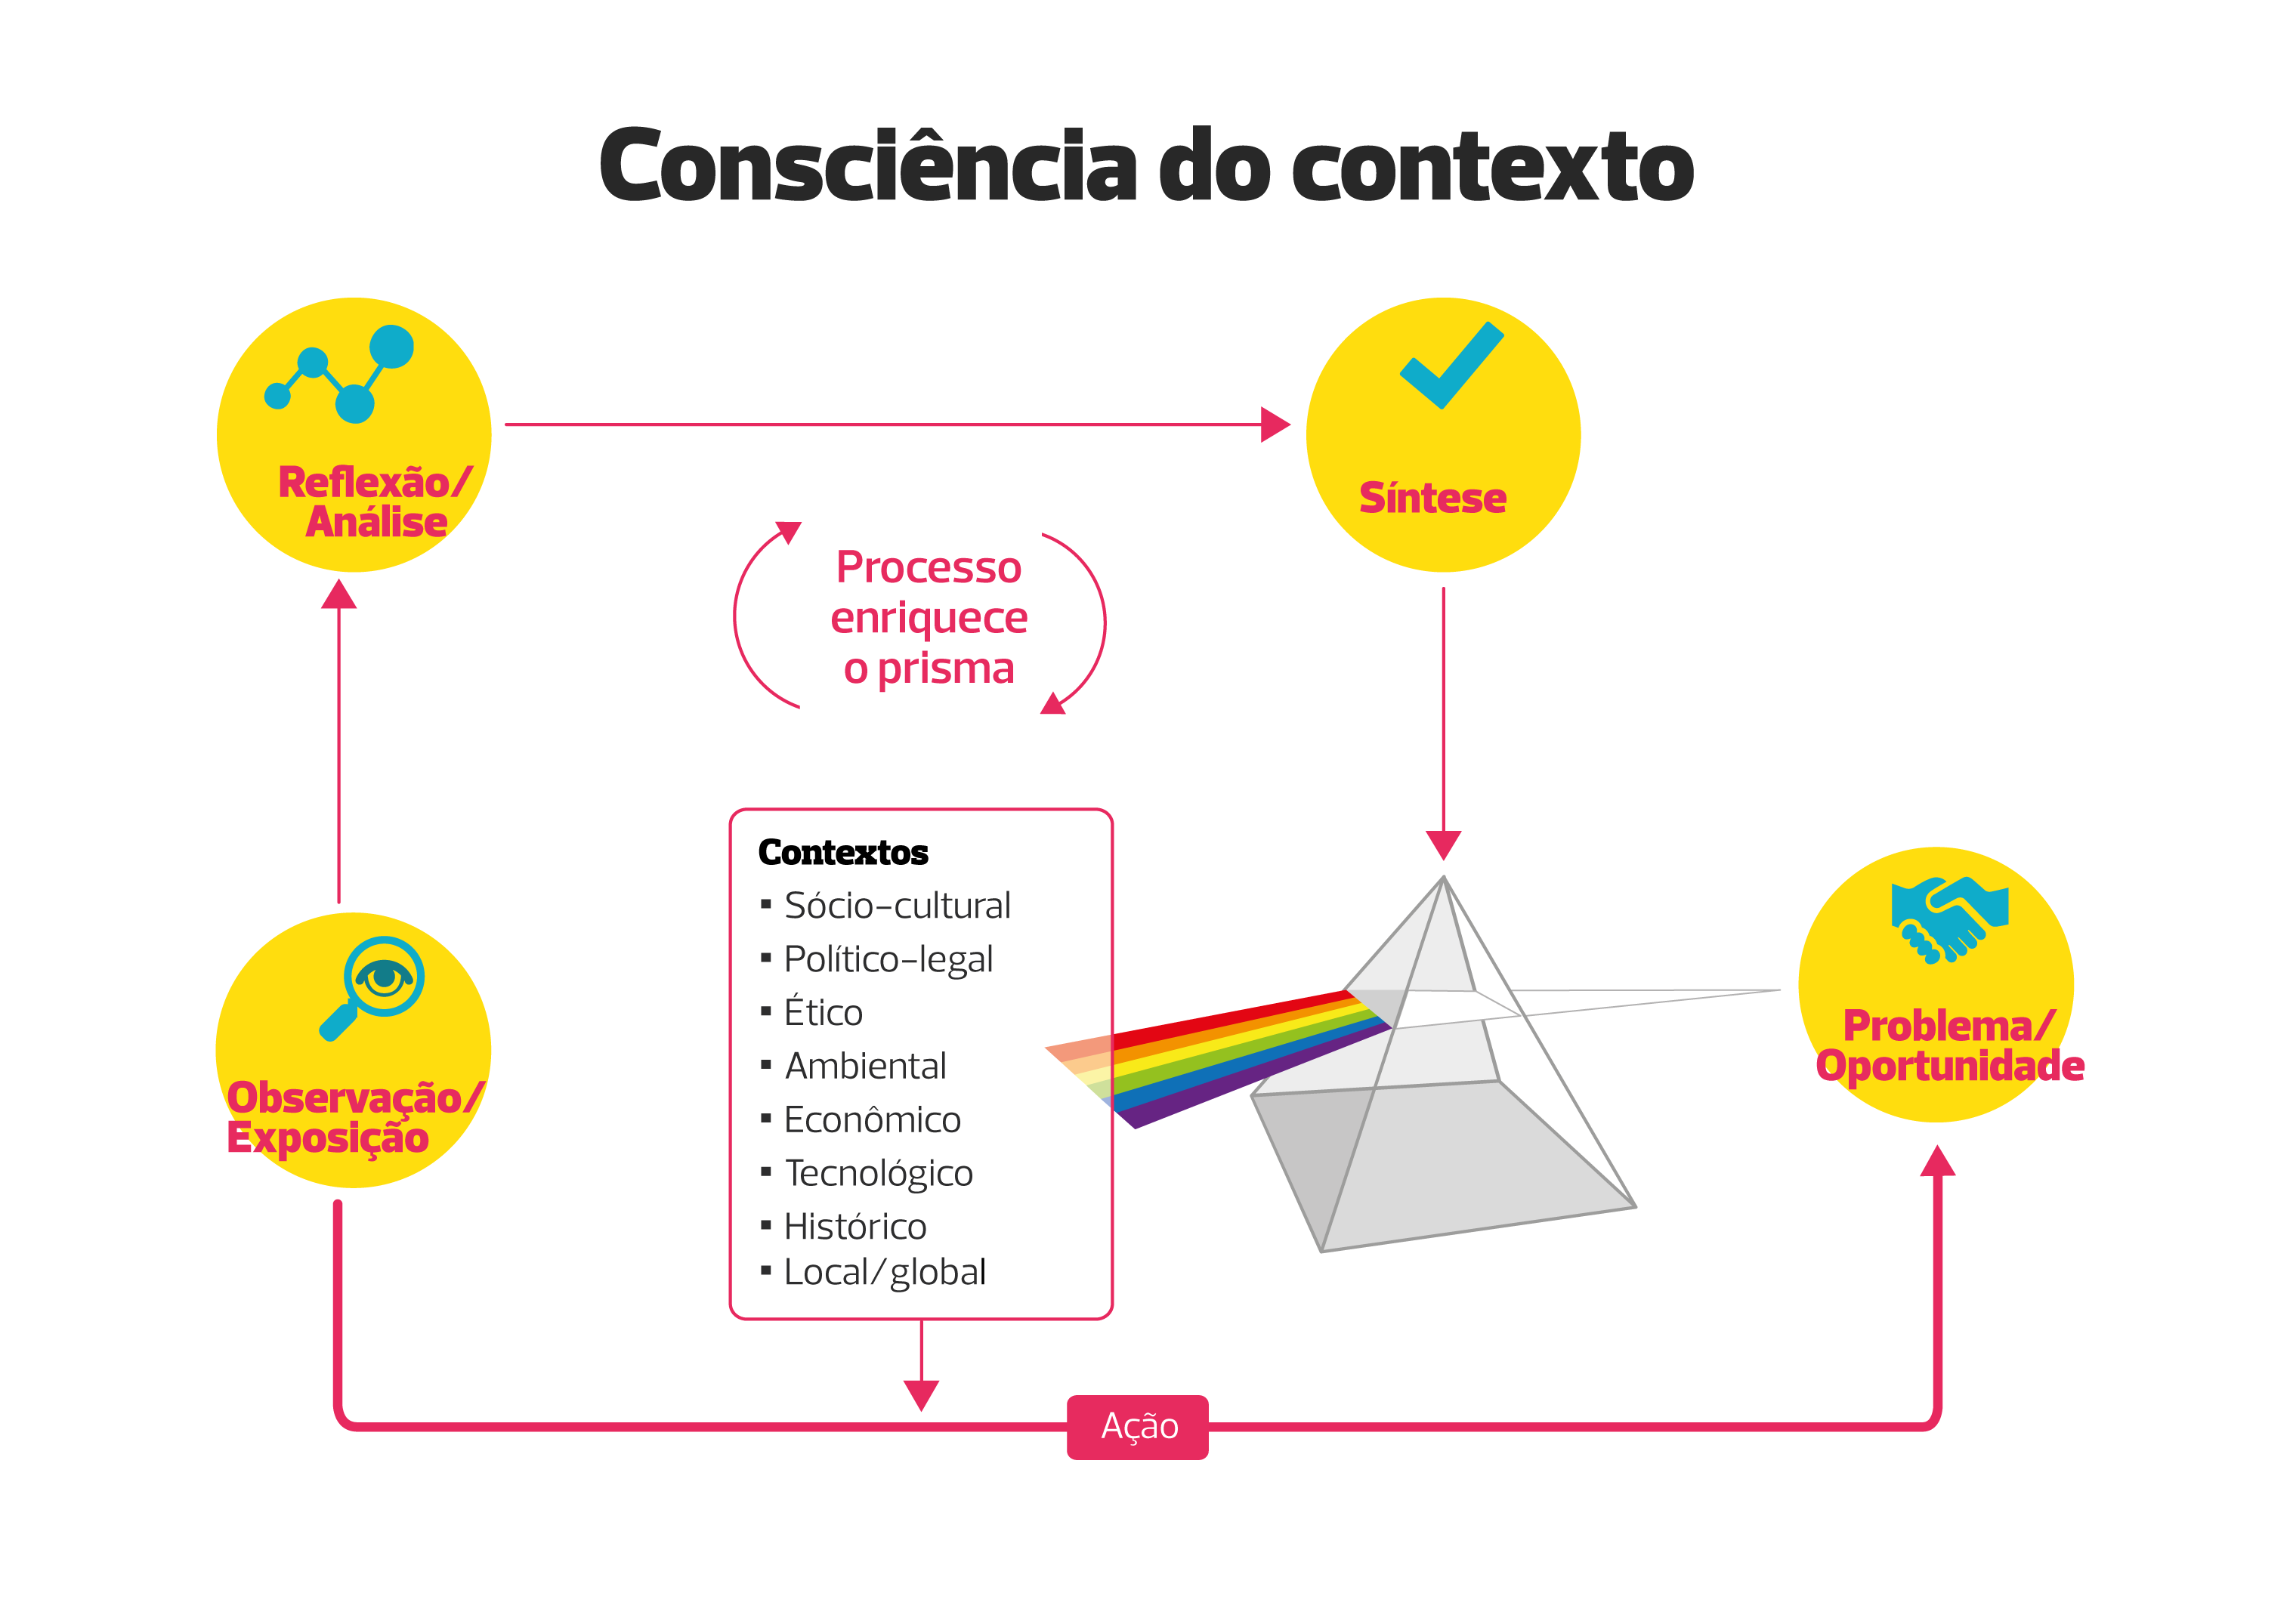 Consciência do contexto
Reflexão/
Análise
Síntese
Processo
enriquece
o prisma
Contextos
▪ Sócio-cultural
▪ Político-legal
▪ Ético
▪ Ambiental
▪ Econômico
▪ Tecnológico
▪ Histórico
▪ Local/global
Observação/
Exposição
Problema/
Oportunidade
Ação